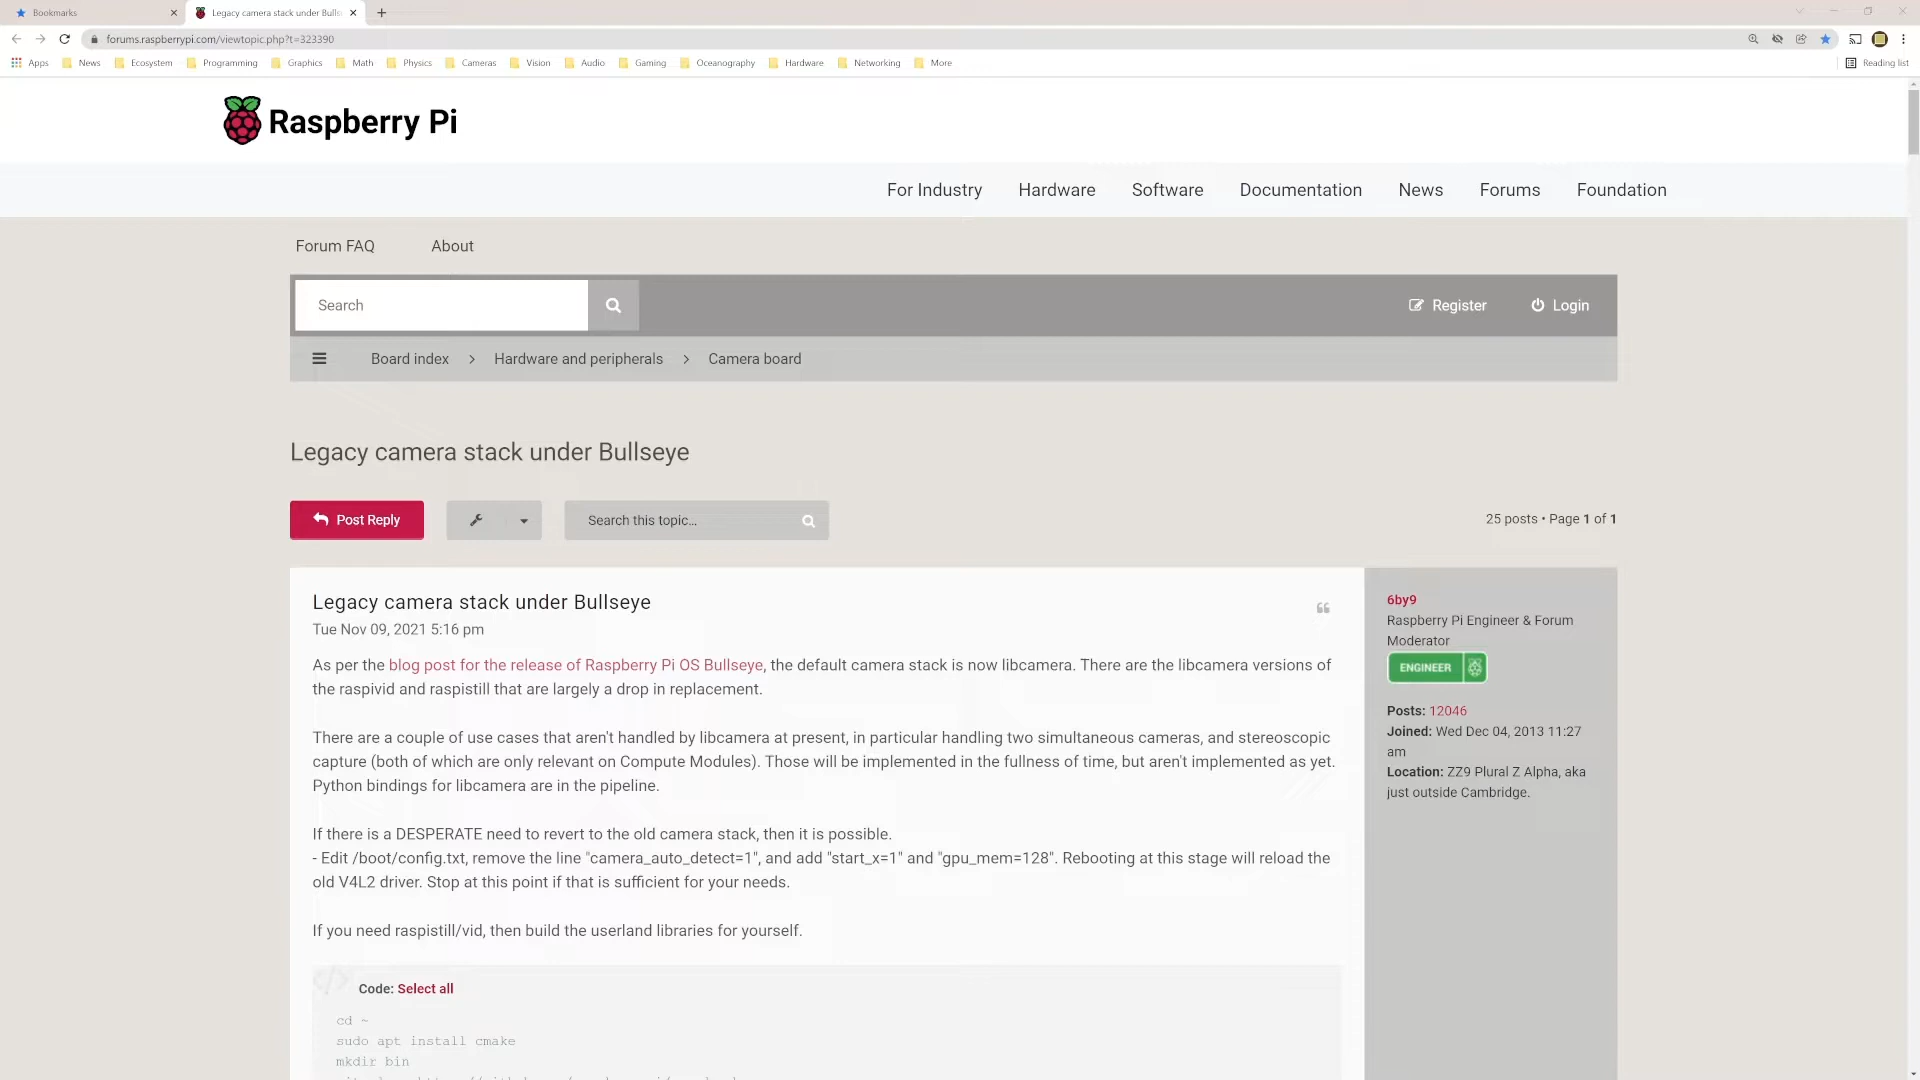 Bookmarks
Legacy camera stack under Bulls
forums.raspberrypi.com/viewtopic.php?t=323390
Apps News Ecosystem Programming Graphics Math Physics Cameras Vision Audio Gaming Oceanography Hardware Networking More Reading list
Raspberry Pi
For Industry Hardware Software Documentation News Forums Foundation
Forum FAQ About
Search Register Login
Board index > Hardware and peripherals > Camera board
Legacy camera stack under Bullseye
Post Reply Search this topic... 25 posts • Page 1 of 1
Legacy camera stack under Bullseye
Tue Nov 09, 2021 5:16 pm
As per the blog post for the release of Raspberry Pi OS Bullseye, the default camera stack is now libcamera. There are the libcamera versions of
the raspivid and raspistill that are largely a drop in replacement.
There are a couple of use cases that aren't handled by libcamera at present, in particular handling two simultaneous cameras, and stereoscopic
capture (both of which are only relevant on Compute Modules). Those will be implemented in the fullness of time, but aren't implemented as yet.
Python bindings for libcamera are in the pipeline.
If there is a DESPERATE need to revert to the old camera stack, then it is possible.
- Edit /boot/config.txt, remove the line "camera_auto_detect=1", and add "start_x=1" and "gpu_mem=128". Rebooting at this stage will reload the
old V4L2 driver. Stop at this point if that is sufficient for your needs.
If you need raspistill/vid, then build the userland libraries for yourself.
Code: Select all
cd ~
sudo apt install cmake
mkdir bin
6by9
Raspberry Pi Engineer & Forum
Moderator
ENGINEER
Posts: 12046
Joined: Wed Dec 04, 2013 11:27
am
Location: ZZ9 Plural Z Alpha, aka
just outside Cambridge.